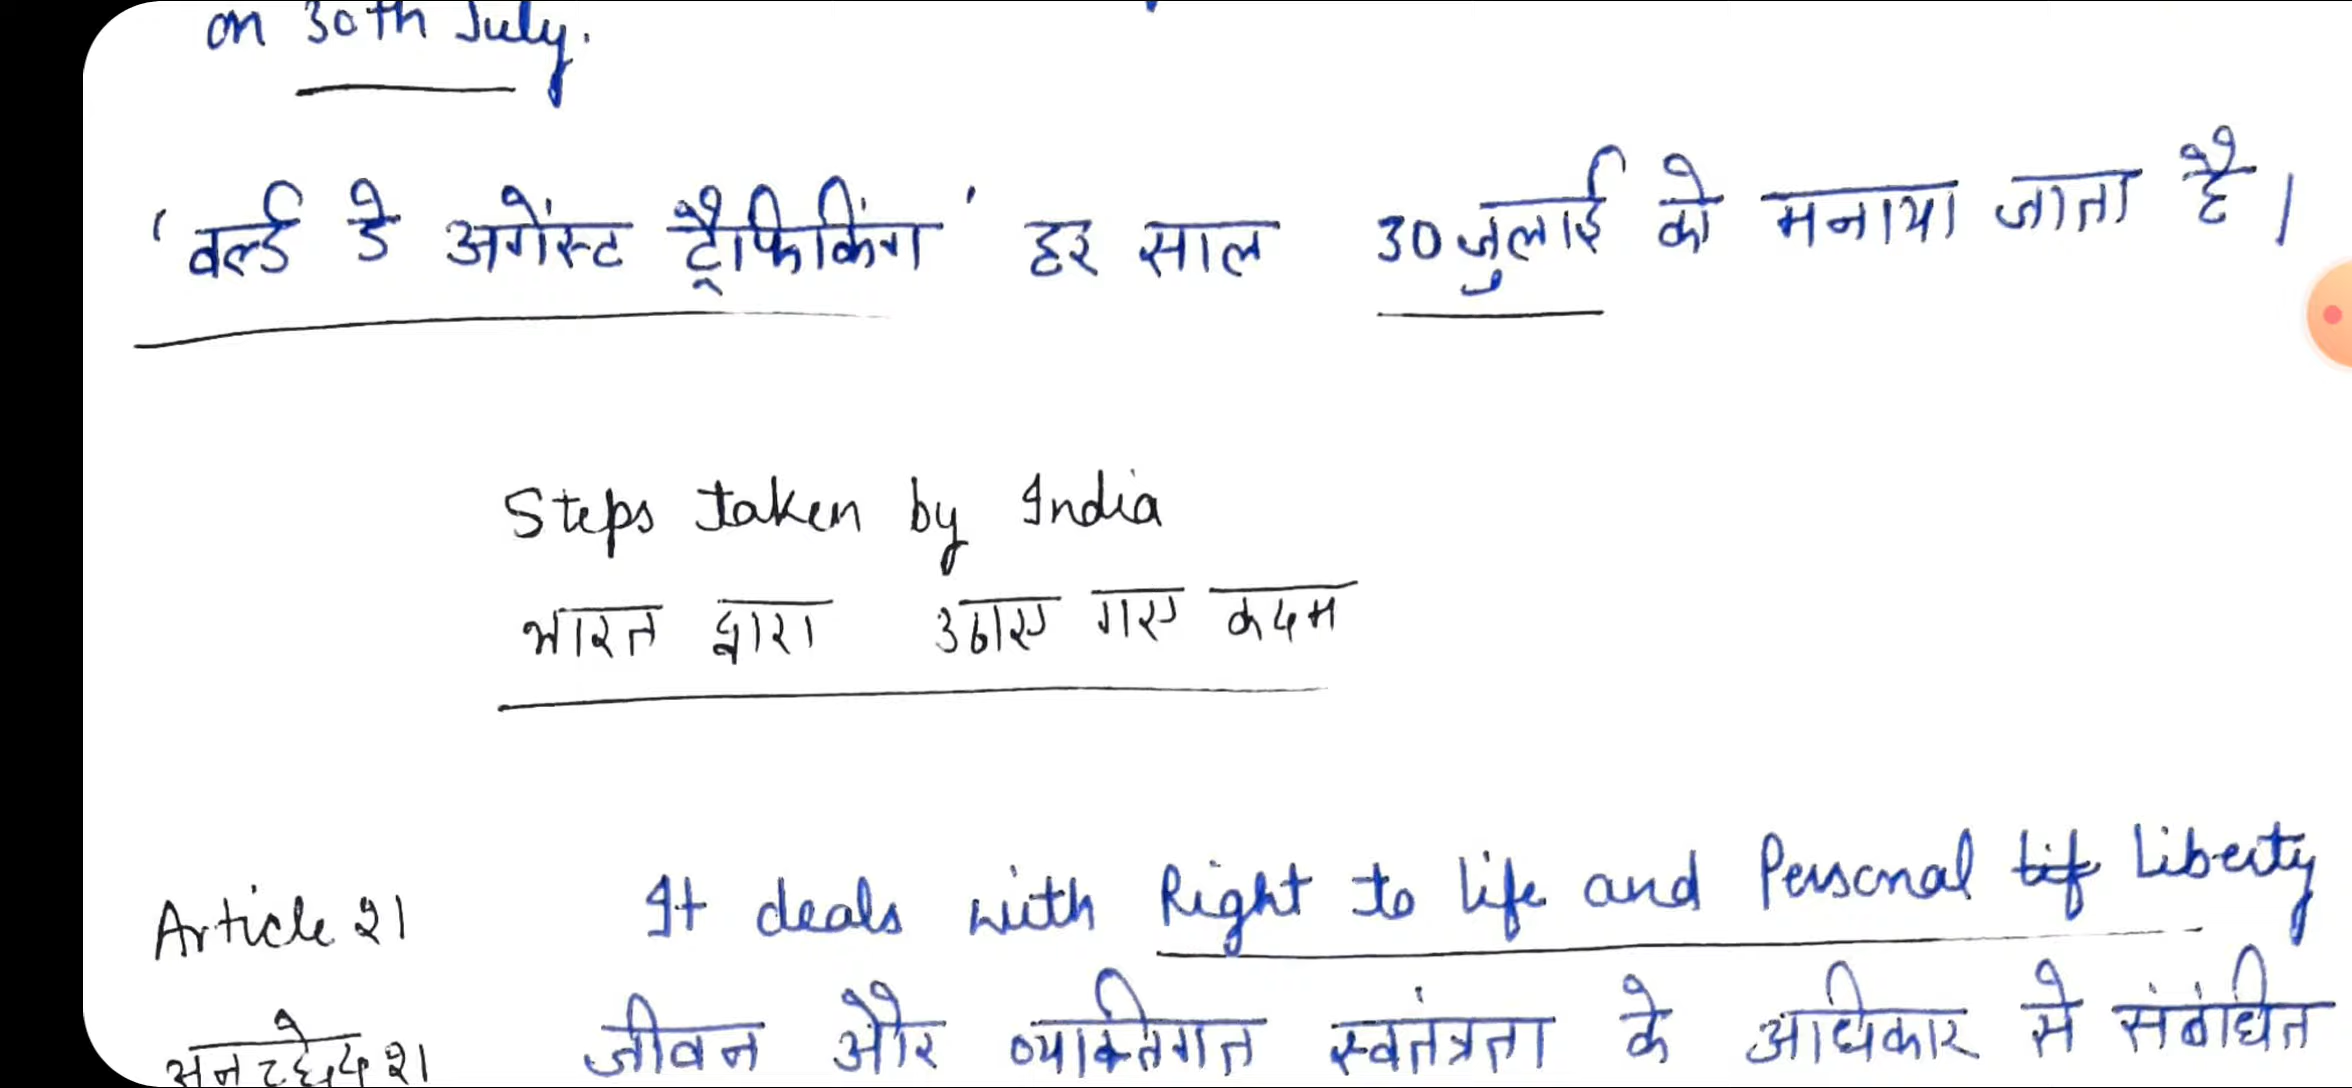 on 30th July.
'वर्ल्ड डे अगेंस्ट ट्रैफिकिंग' हर साल 30 जुलाई को मनाया जाता है।
Steps taken by India
भारत द्वारा उठाए गए कदम
Article 21 It deals with Right to life and Personal Liberty
अनुच्छेद 21 जीवन और व्यक्तिगत स्वतंत्रता के अधिकार से संबंधित